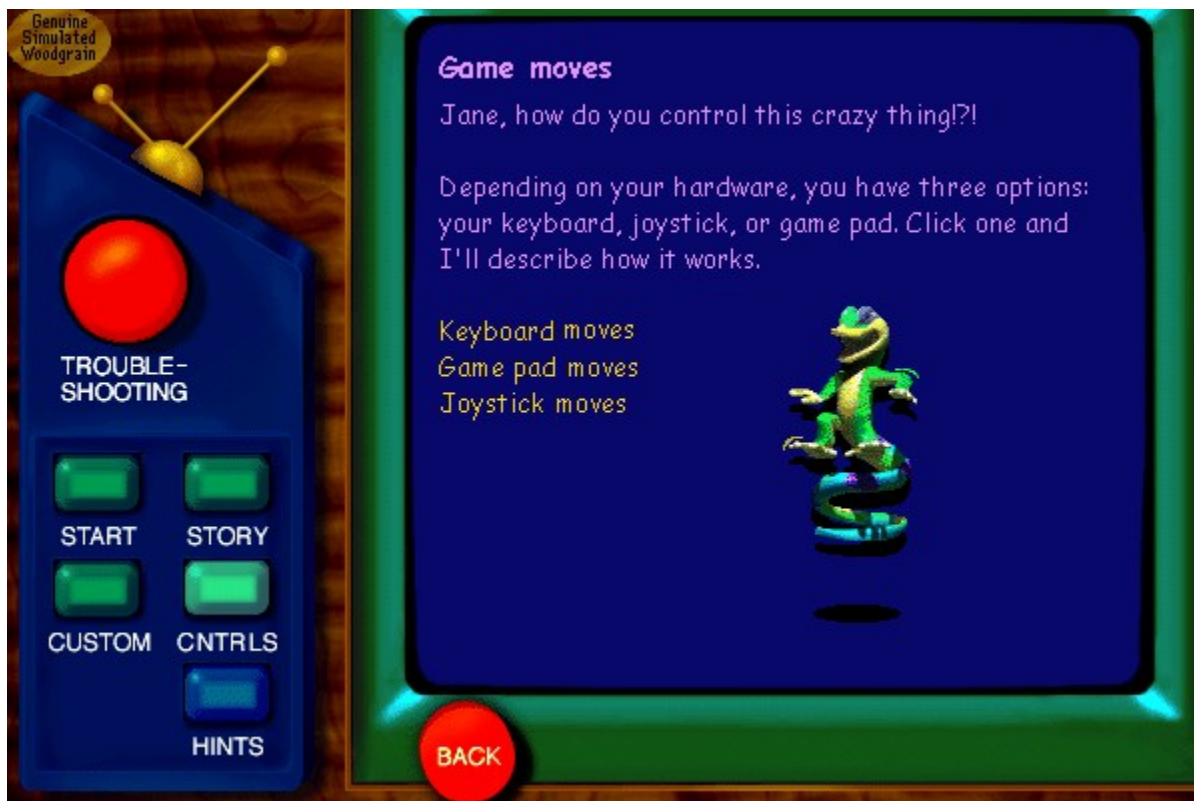 Genuine
Simulated
Woodgrain
TROUBLE-
SHOOTING
START
STORY
CUSTOM
CNTRLS
HINTS
Game moves
Jane, how do you control this crazy thing!?!
Depending on your hardware, you have three options:
your keyboard, joystick, or game pad. Click one and
I'll describe how it works.
Keyboard moves
Game pad moves
Joystick moves
BACK